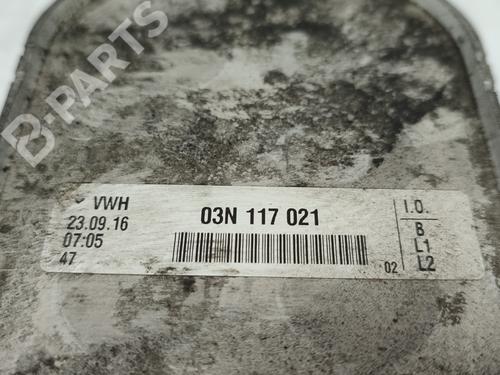 B-PARTS
VWH
23.09.16
07:05
47
03N 117 021
02
I.O.
B
L1
L2